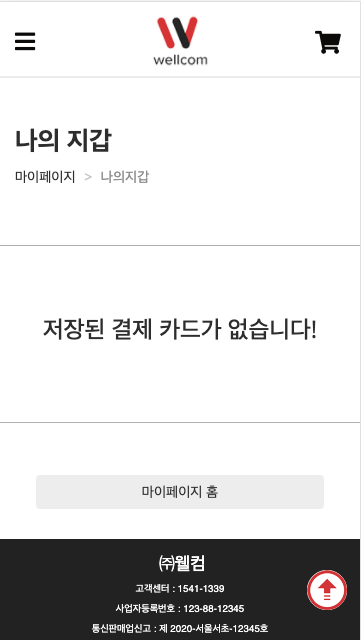 wellcom
나의 지갑
마이페이지 > 나의지갑
저장된 결제 카드가 없습니다!
마이페이지 홈
㈜웰컴
고객센터 : 1541-1339
사업자등록번호 : 123-88-12345
통신판매업신고 : 제 2020-서울서초-12345호